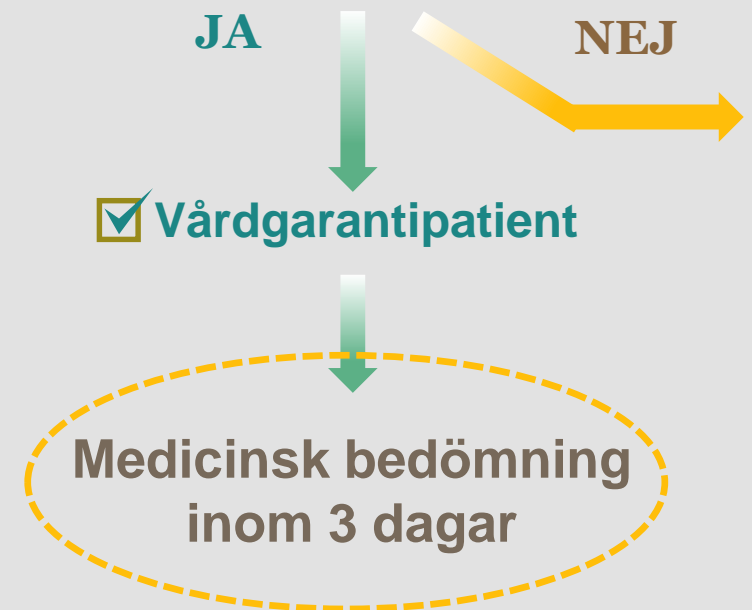 JA
NEJ
Vårdgarantipatient
Medicinsk bedömning
inom 3 dagar